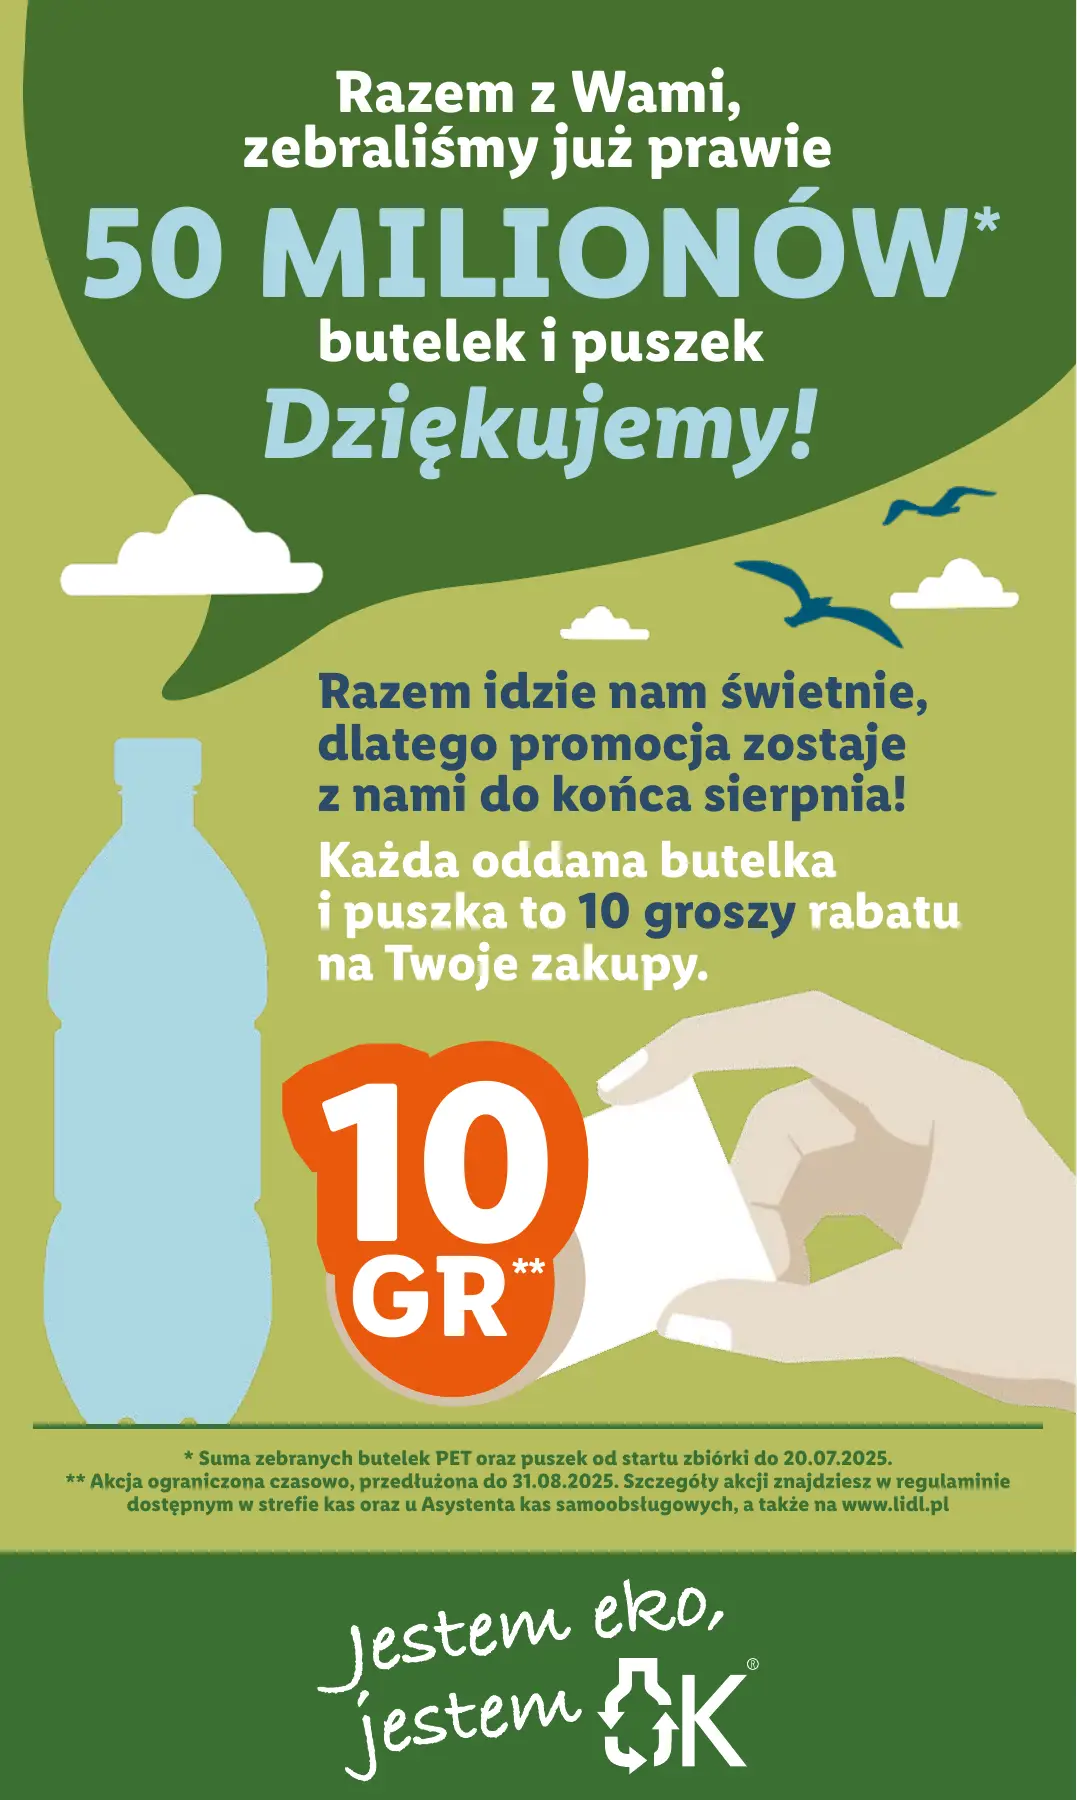 Razem z Wami,
zebraliśmy już prawie
50 MILIONÓW*
butelek i puszek
Dziękujemy!
Razem idzie nam świetnie,
dlatego promocja zostaje
z nami do końca sierpnia!
Każda oddana butelka
i puszka to 10 groszy rabatu
na Twoje zakupy.
10
GR**
* Suma zebranych butelek PET oraz puszek od startu zbiórki do 20.07.2025.
** Akcja ograniczona czasowo, przedłużona do 31.08.2025. Szczegóły akcji znajdziesz w regulaminie
dostępnym w strefie kas oraz u Asystenta kas samoobsługowych, a także na www.lidl.pl
jestem eko,
jestem OK®